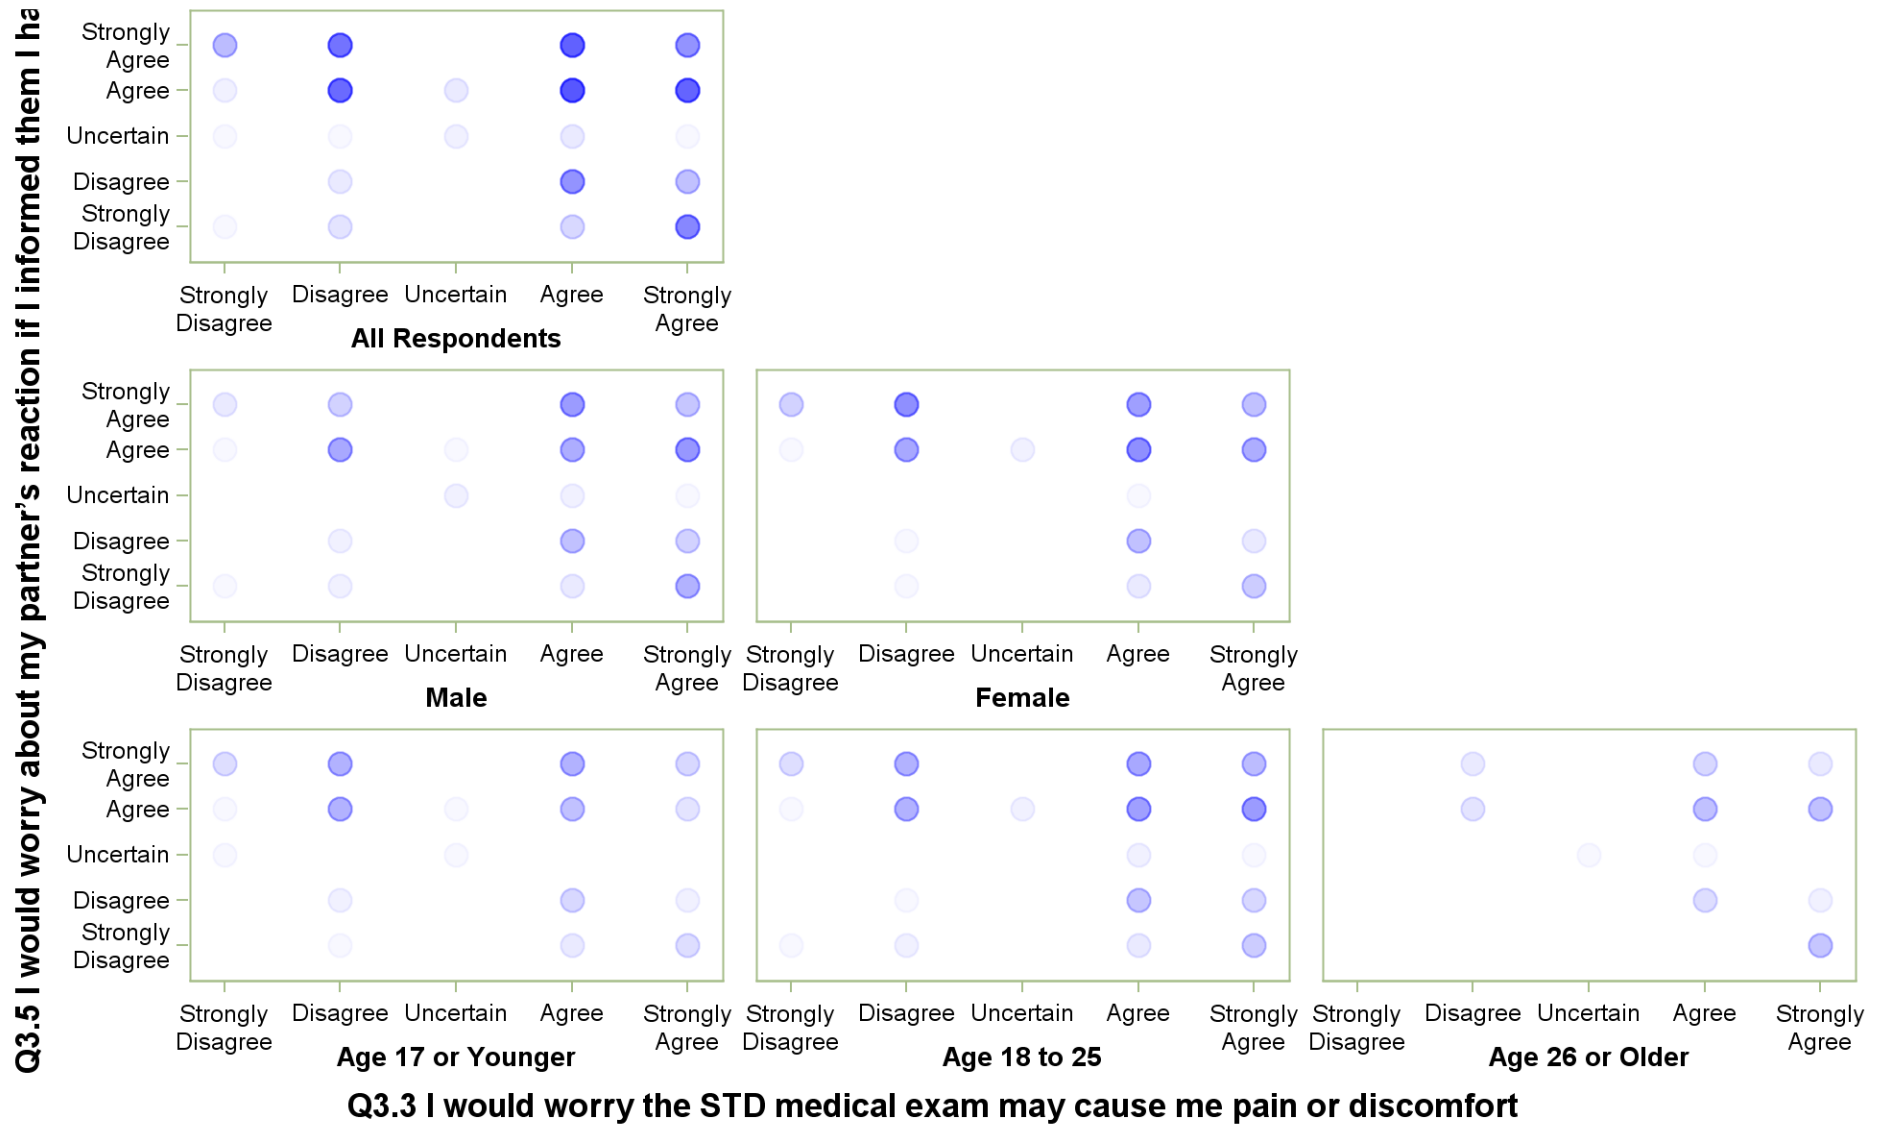 Q3.5 I would worry about my partner’s reaction if I informed them I
Strongly
Agree
Agree
Uncertain
Disagree
Strongly
Disagree
Strongly
Disagree
Disagree
Uncertain
Agree
Strongly
Agree
All Respondents
Strongly
Agree
Agree
Uncertain
Disagree
Strongly
Disagree
Strongly
Disagree
Disagree
Uncertain
Agree
Strongly
Agree
Male
Strongly
Disagree
Disagree
Uncertain
Agree
Strongly
Agree
Female
Strongly
Agree
Agree
Uncertain
Disagree
Strongly
Disagree
Strongly
Disagree
Disagree
Uncertain
Agree
Strongly
Agree
Age 17 or Younger
Strongly
Disagree
Disagree
Uncertain
Agree
Strongly
Agree
Age 18 to 25
Strongly
Disagree
Disagree
Uncertain
Agree
Strongly
Agree
Age 26 or Older
Q3.3 I would worry the STD medical exam may cause me pain or discomfort